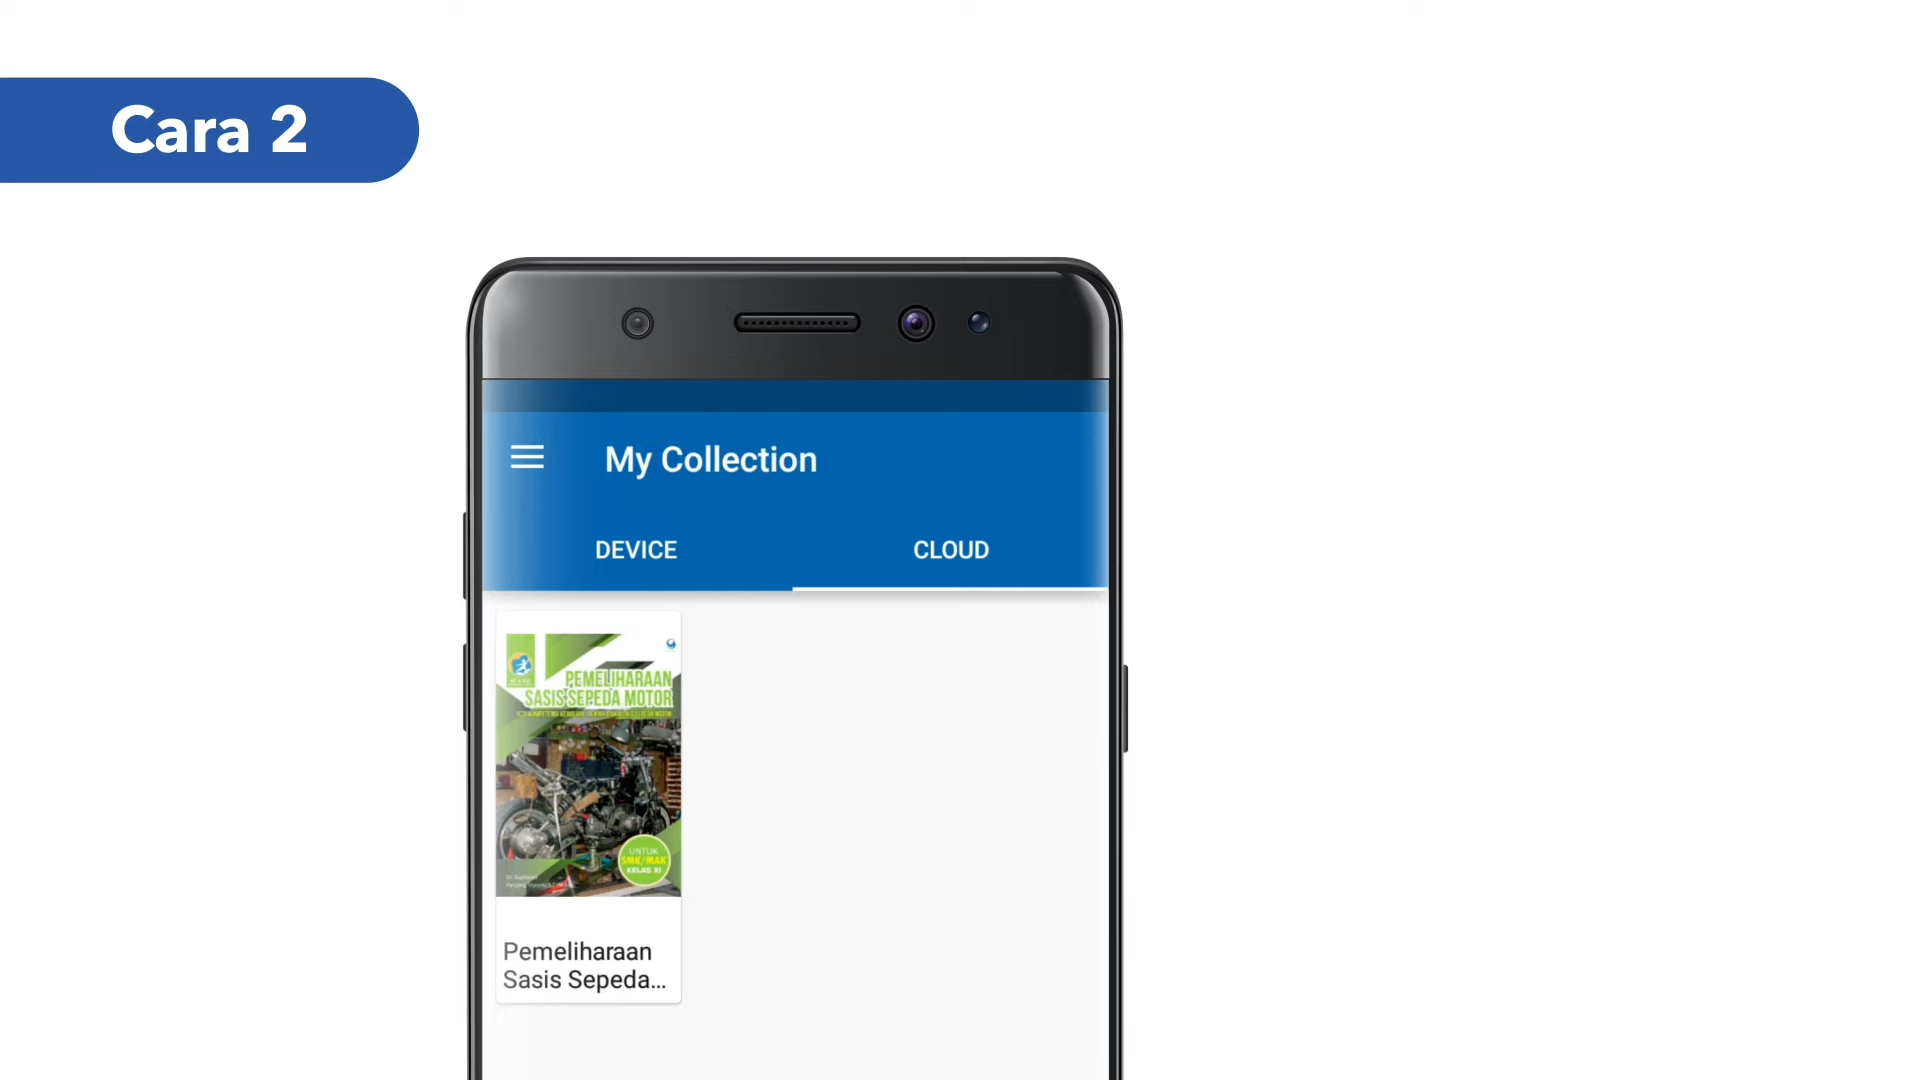 Cara 2
My Collection
DEVICE
CLOUD
PEMELIHARAAN
SASIS SEPEDA MOTOR
UNTUK
SMK/MAK
KELAS XI
Pemeliharaan
Sasis Sepeda...